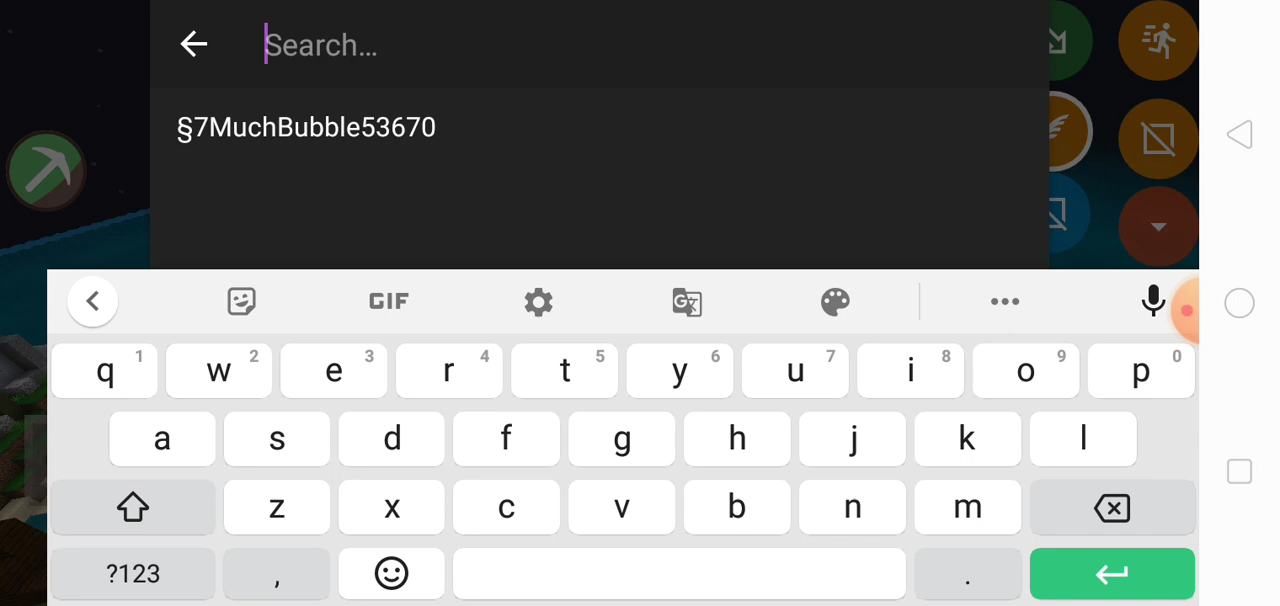 Search...
§7MuchBubble53670
GIF
q 1 w 2 e 3 r 4 t 5 y 6 u 7 i 8 o 9 p 0
a s d f g h j k l
z x c v b n m
?123 , .